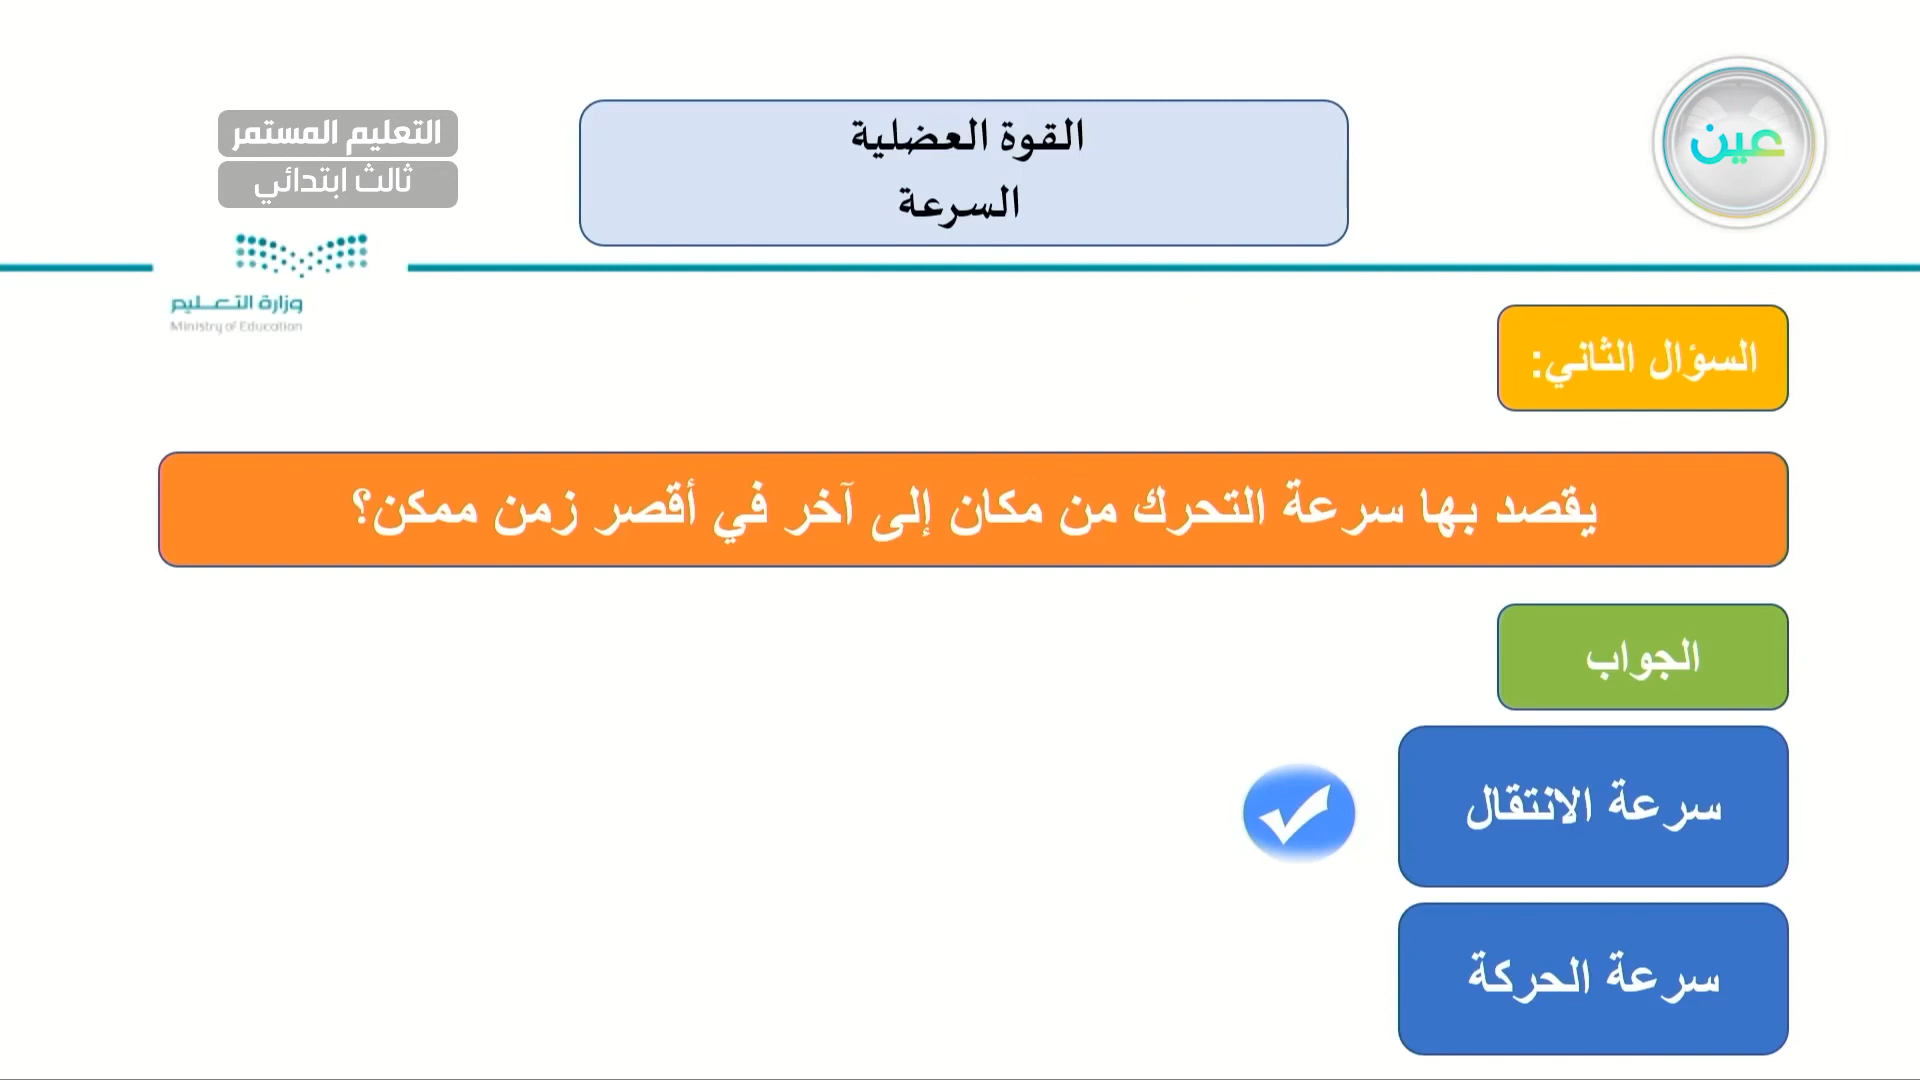 عين
القوة العضلية
السرعة
التعليم المستمر
ثالث ابتدائي
وزارة التعليم
Ministry of Education
السؤال الثاني:
يقصد بها سرعة التحرك من مكان إلى آخر في أقصر زمن ممكن؟
الجواب
سرعة الانتقال
سرعة الحركة